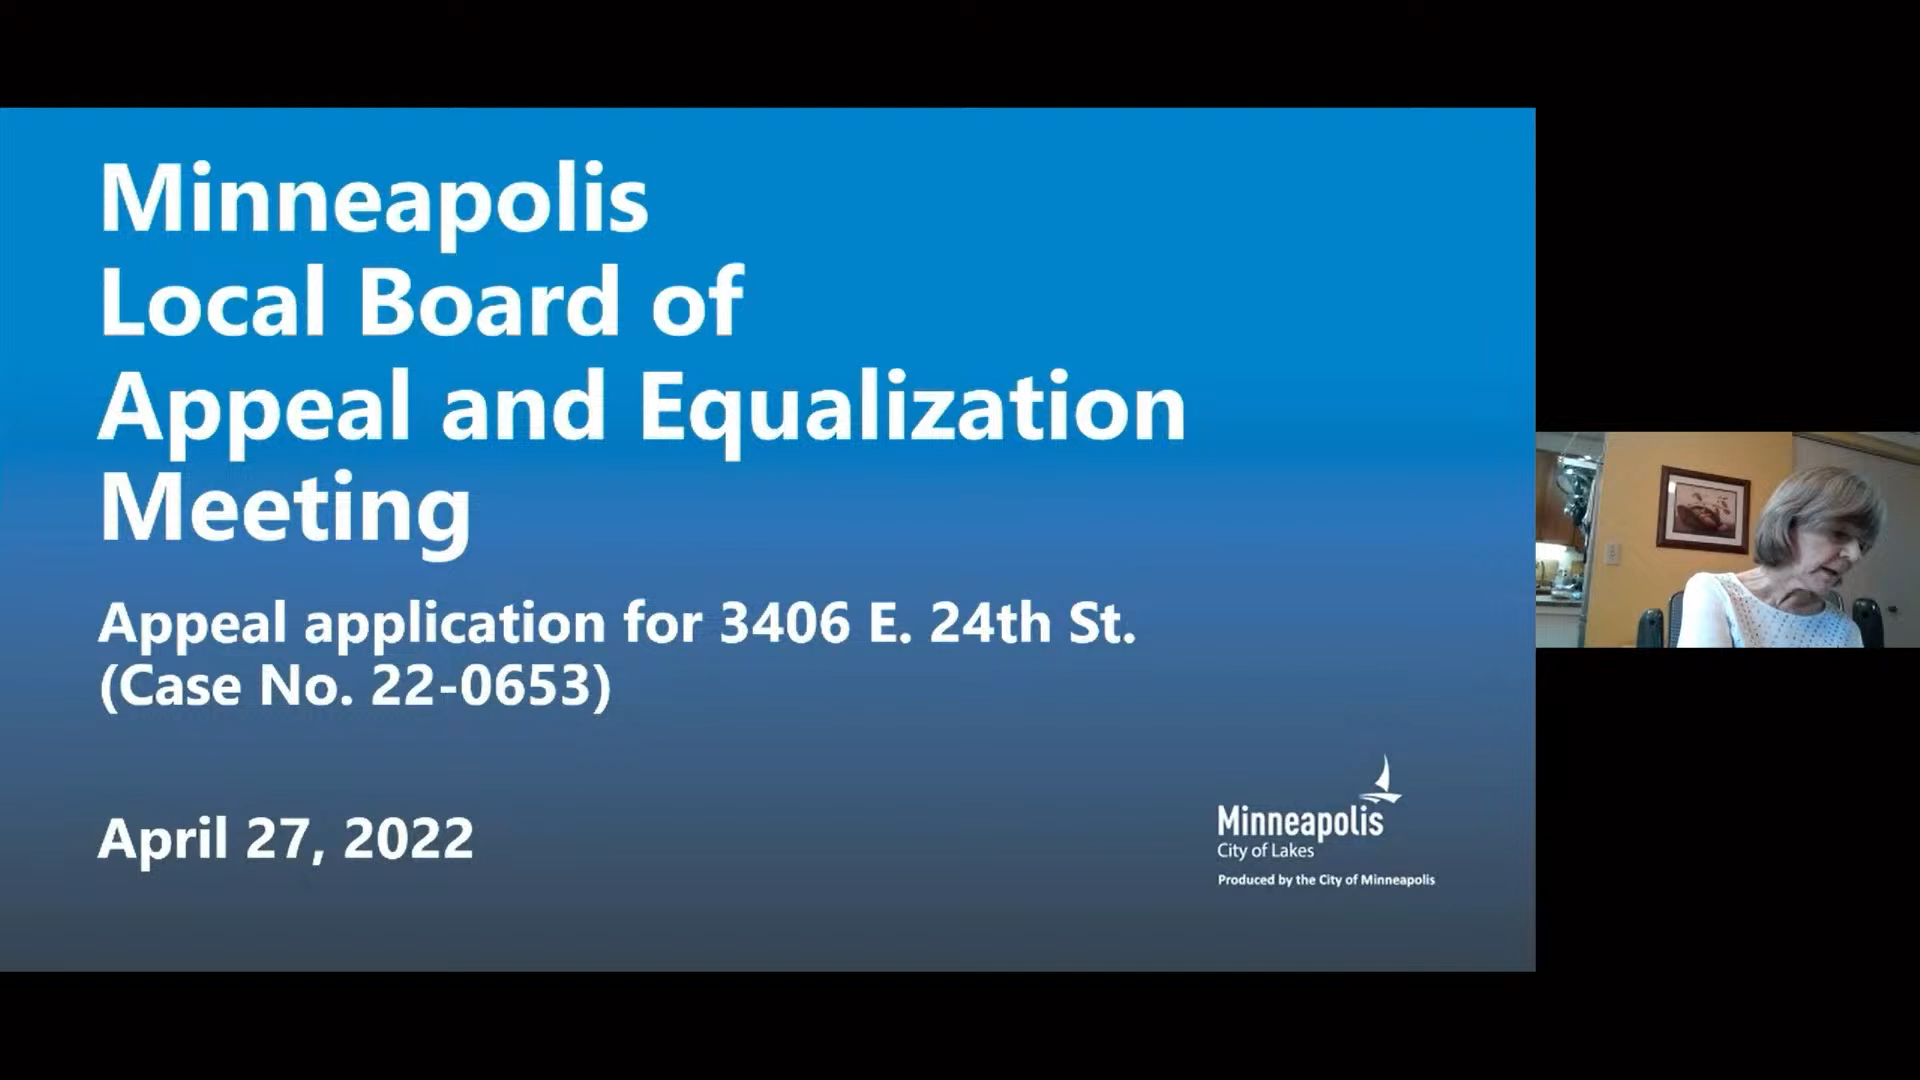 Minneapolis
Local Board of
Appeal and Equalization
Meeting
Appeal application for 3406 E. 24th St.
(Case No. 22-0653)
April 27, 2022
Minneapolis
City of Lakes
Produced by the City of Minneapolis